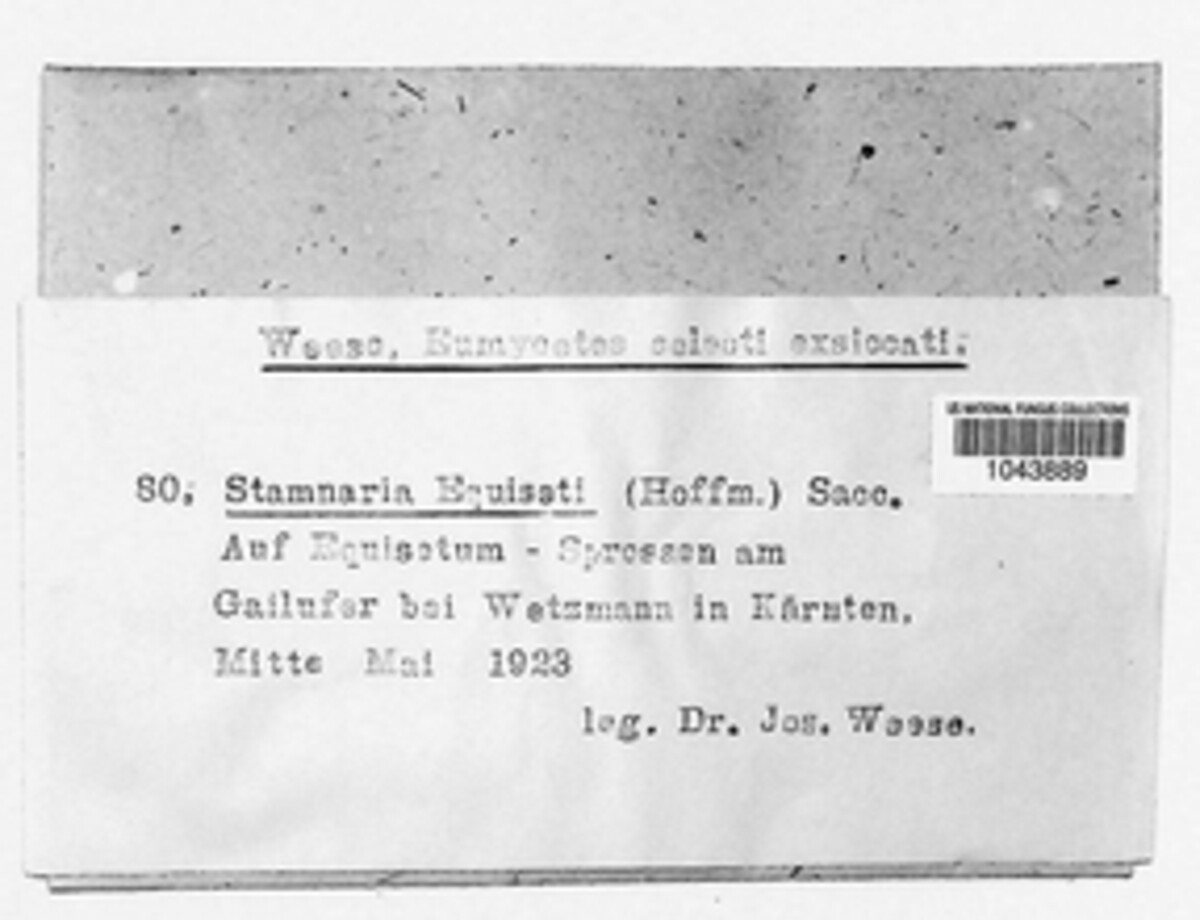 Weese, Eumycetes selecti exsiccati.
US NATIONAL FUNGUS COLLECTIONS
1043889
80. Stamnaria Equiseti (Hoffm.) Sacc.
Auf Equisetum - Sprossen am
Gailufer bei Wetzmann in Kärnten.
Mitte Mai 1923
leg. Dr. Jos. Weese.